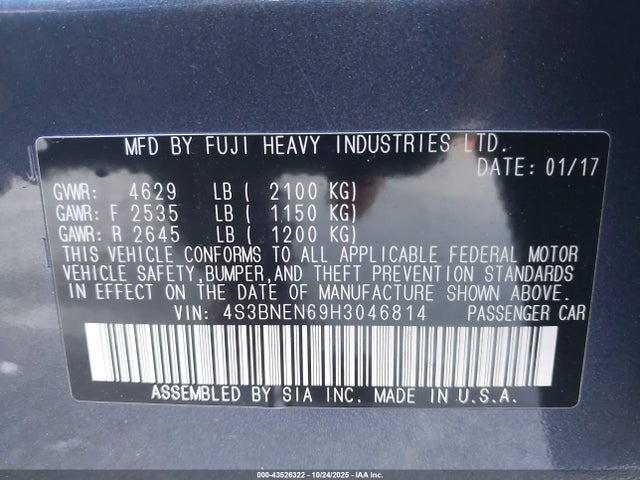 MFD BY FUJI HEAVY INDUSTRIES LTD.
DATE: 01/17
GVWR: 4629 LB ( 2100 KG)
GAWR: F 2535 LB ( 1150 KG)
GAWR: R 2645 LB ( 1200 KG)
THIS VEHICLE CONFORMS TO ALL APPLICABLE FEDERAL MOTOR
VEHICLE SAFETY,BUMPER,AND THEFT PREVENTION STANDARDS
IN EFFECT ON THE DATE OF MANUFACTURE SHOWN ABOVE.
VIN: 4S3BNEN69H3046814 PASSENGER CAR
ASSEMBLED BY SIA INC. MADE IN U.S.A.
000-43526322 - 10/24/2025 - IAA Inc.